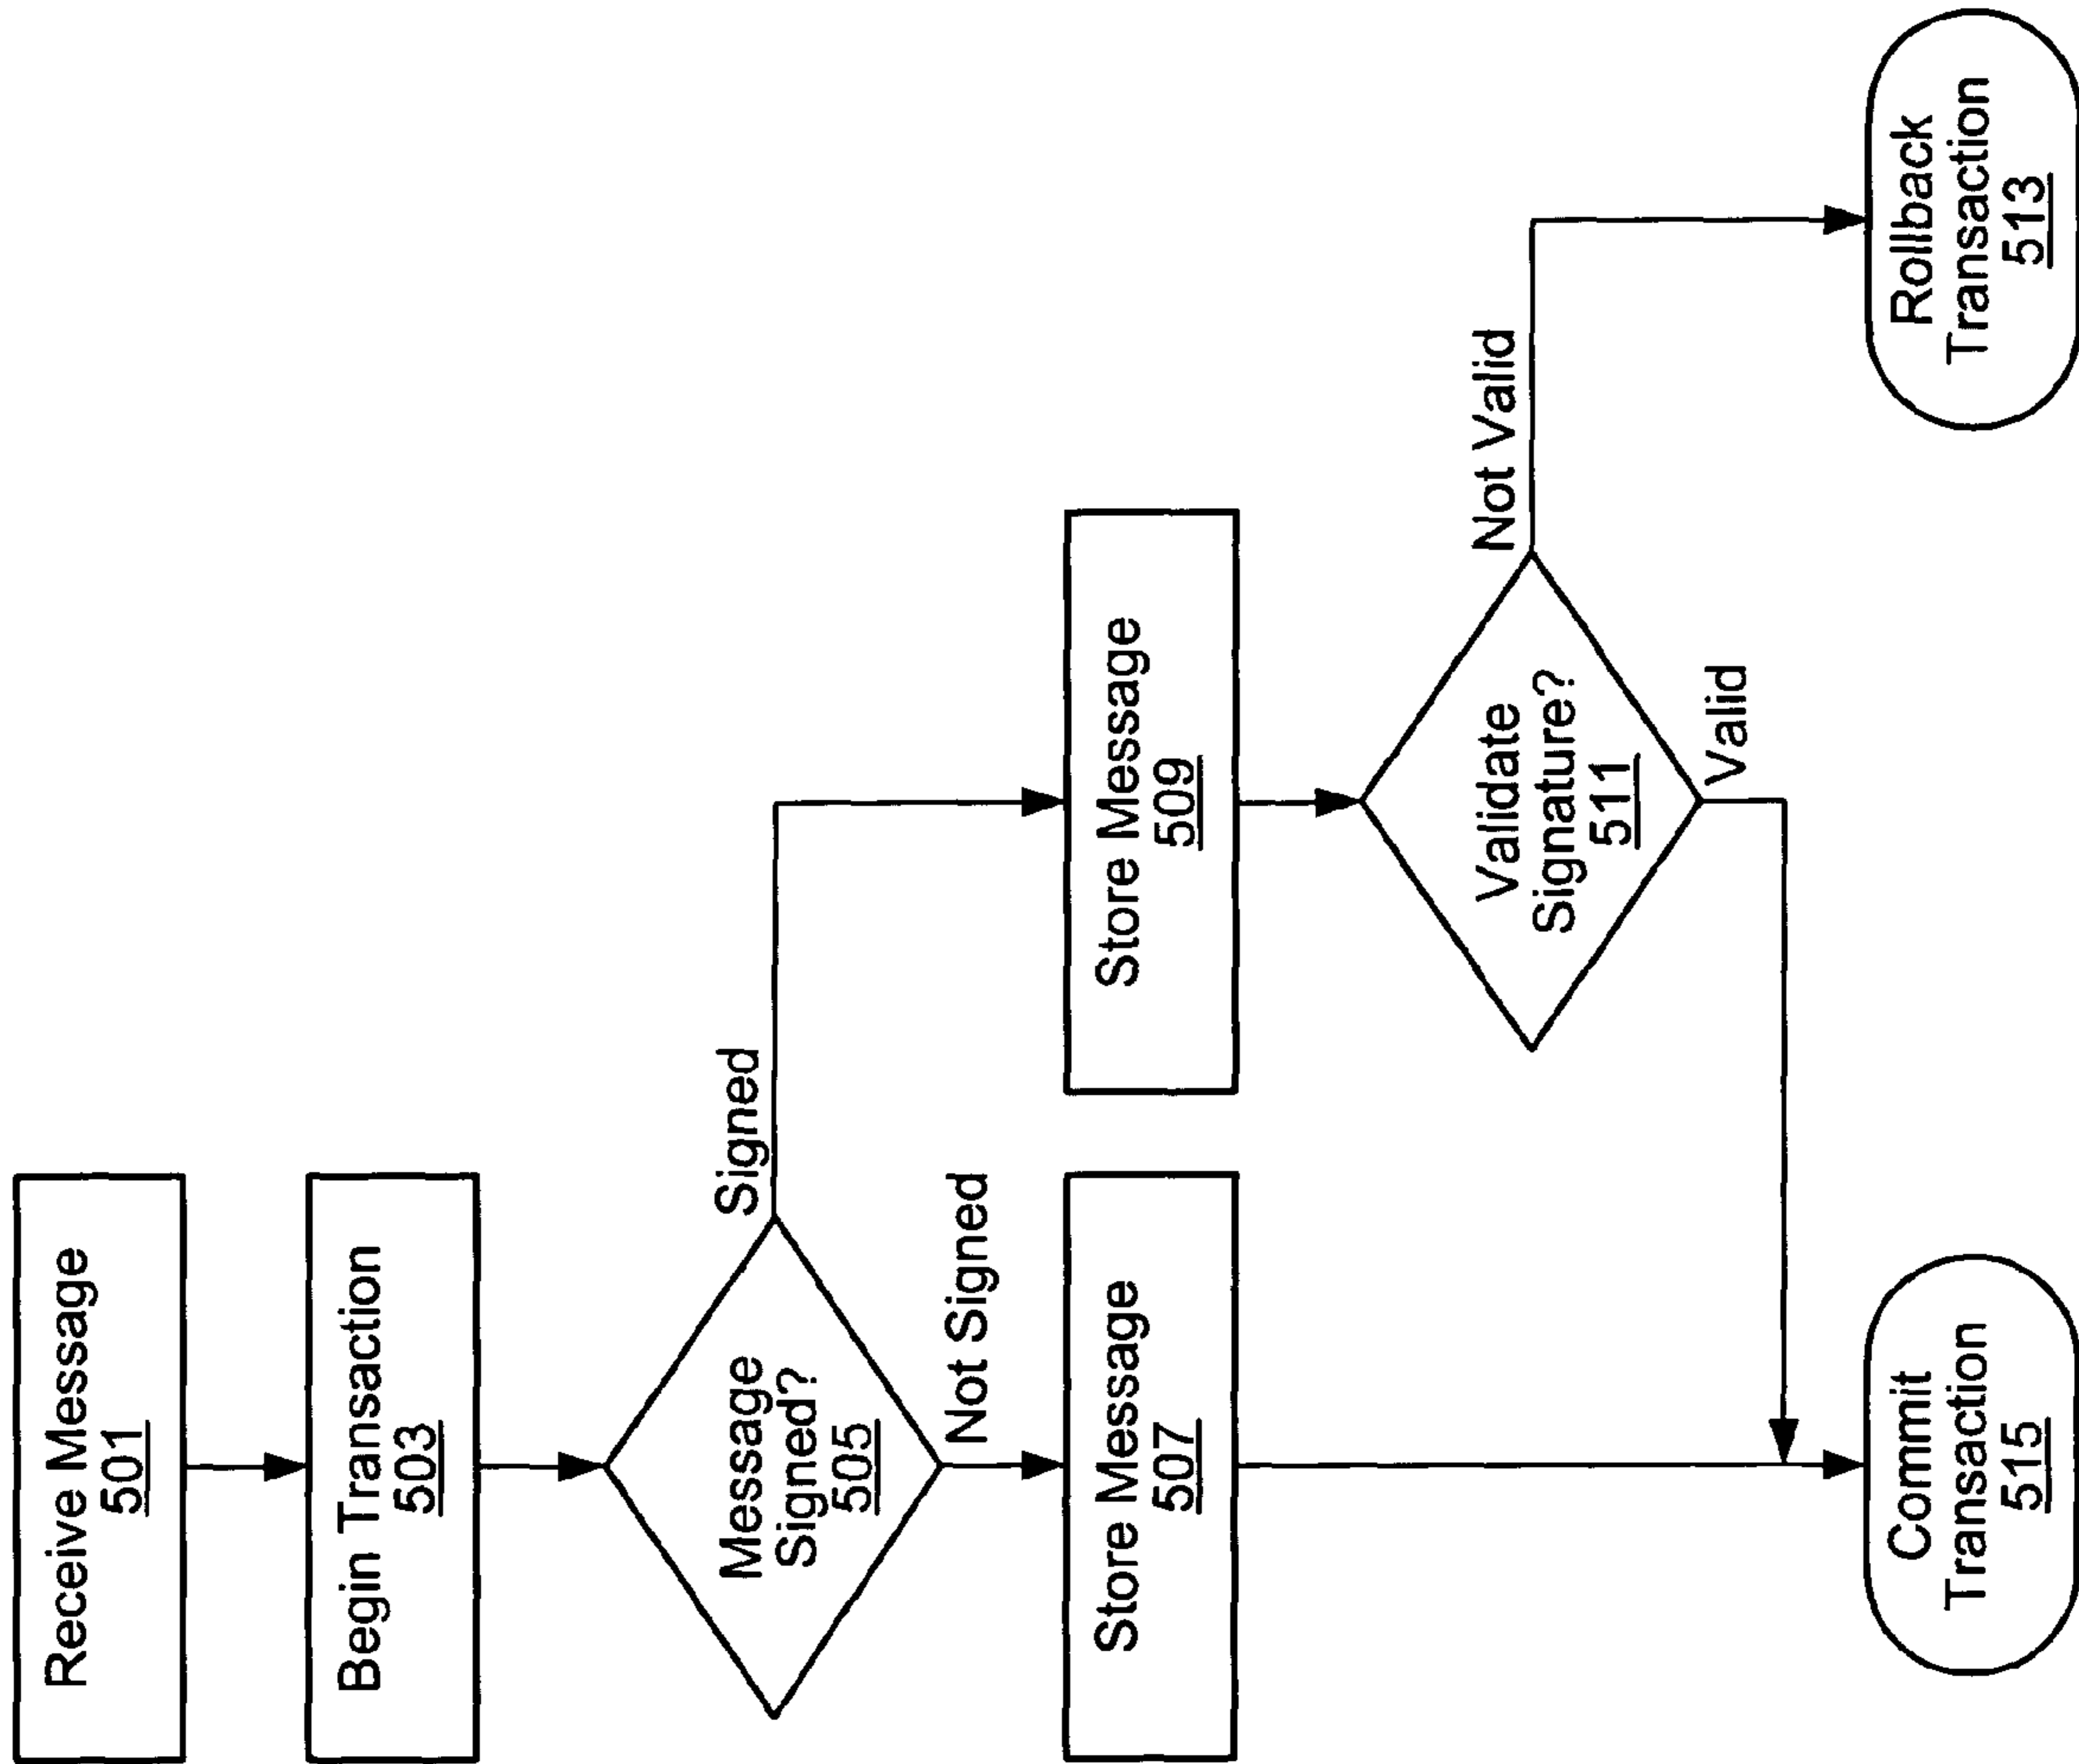 Receive Message
501
Begin Transaction
503
Message
Signed?
505
Signed
Not Signed
Store Message
507
Store Message
509
Validate
Signature?
511
Not Valid
Valid
Rollback
Transaction
513
Commit
Transaction
515